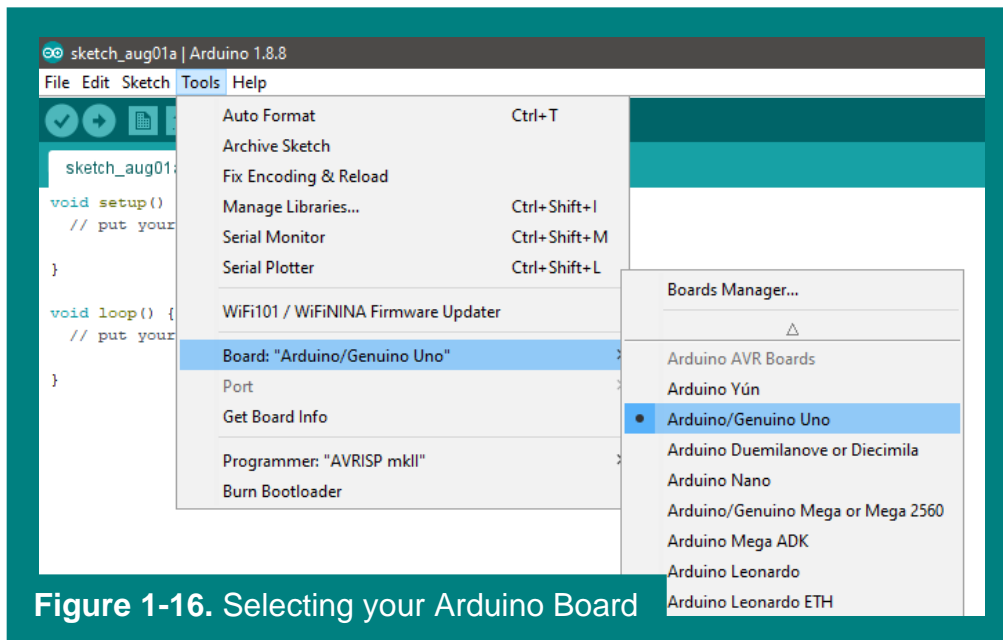 sketch_aug01a | Arduino 1.8.8
File Edit Sketch Tools Help
sketch_aug01a
void setup()
// put your
}
void loop() {
// put your
}
Auto Format Ctrl+T
Archive Sketch
Fix Encoding & Reload
Manage Libraries... Ctrl+Shift+I
Serial Monitor Ctrl+Shift+M
Serial Plotter Ctrl+Shift+L
WiFi101 / WiFiNINA Firmware Updater
Board: "Arduino/Genuino Uno"
Port
Get Board Info
Programmer: "AVRISP mkII"
Burn Bootloader
Boards Manager...
Arduino AVR Boards
Arduino Yún
Arduino/Genuino Uno
Arduino Duemilanove or Diecimila
Arduino Nano
Arduino/Genuino Mega or Mega 2560
Arduino Mega ADK
Arduino Leonardo
Arduino Leonardo ETH
Figure 1-16. Selecting your Arduino Board